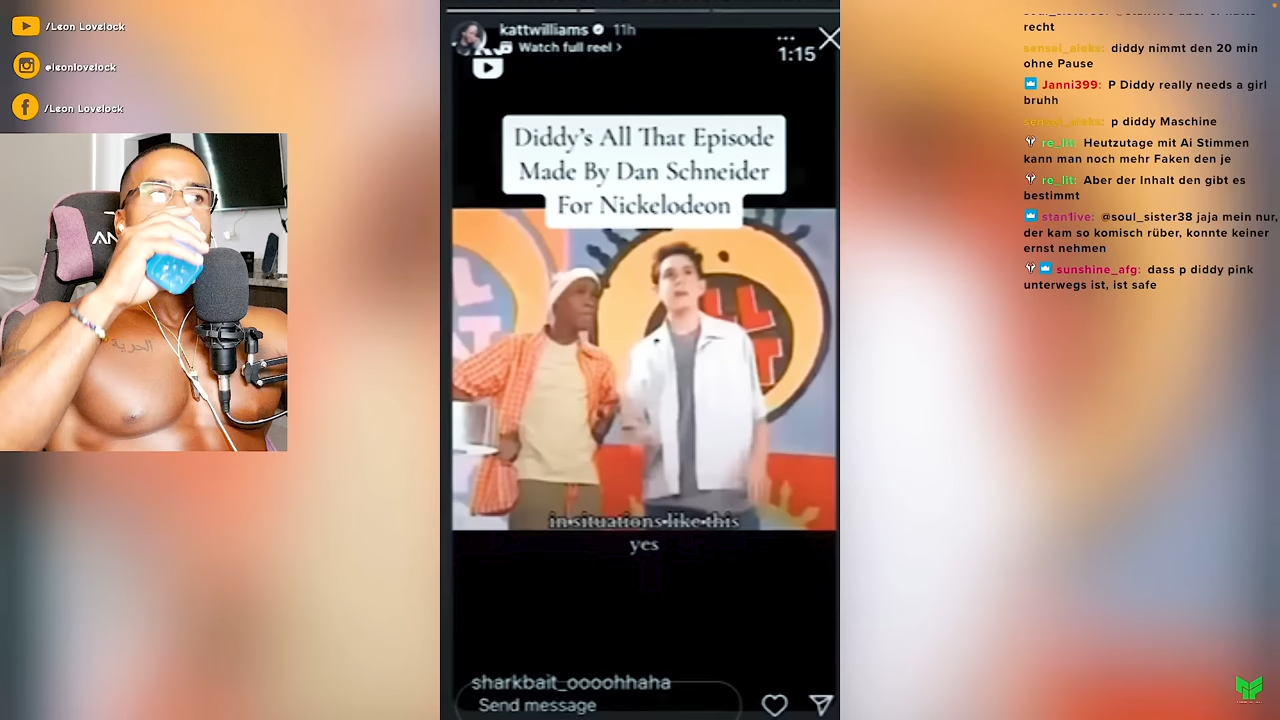 /Leon Lovelock
@leonlovelock
/Leon Lovelock
AN
الحرية
kattwilliams 11h
Watch full reel >
1:15
Diddy's All That Episode
Made By Dan Schneider
For Nickelodeon
in situations like this
yes
sharkbait_oooohhaha
Send message
recht
sensei_aleks: diddy nimmt den 20 min
ohne Pause
Janni399: P Diddy really needs a girl
bruhh
sensei_aleks: p diddy Maschine
re_lit: Heutzutage mit Ai Stimmen
kann man noch mehr Faken den je
re_lit: Aber der Inhalt den gibt es
bestimmt
stan1ive: @soul_sister38 jaja mein nur,
der kam so komisch rüber, konnte keiner
ernst nehmen
sunshine_afg: dass p diddy pink
unterwegs ist, ist safe